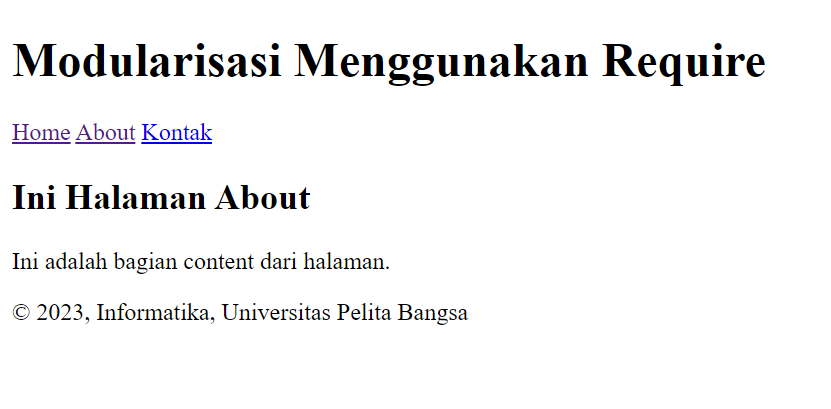 Modularisasi Menggunakan Require
Home About Kontak
Ini Halaman About
Ini adalah bagian content dari halaman.
© 2023, Informatika, Universitas Pelita Bangsa